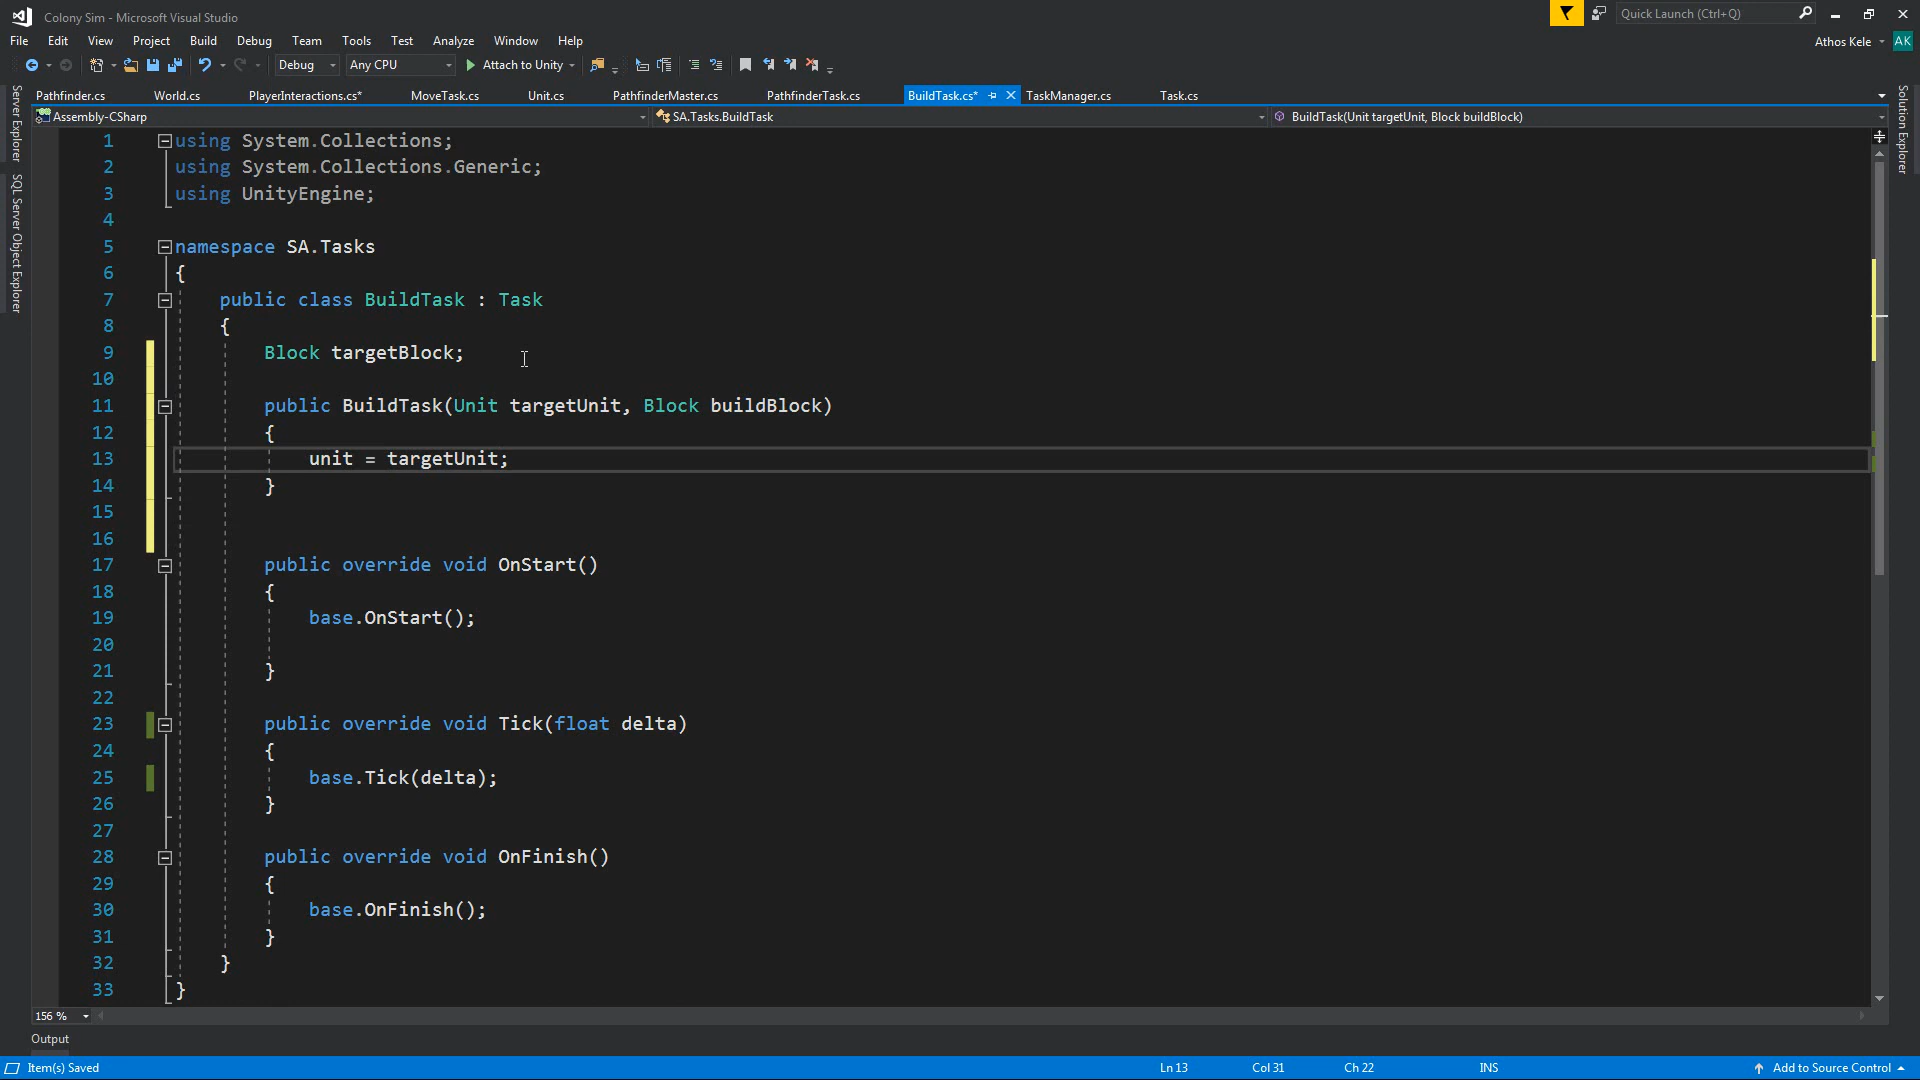 Colony Sim - Microsoft Visual Studio
Quick Launch (Ctrl+Q)
File Edit View Project Build Debug Team Tools Test Analyze Window Help
Athos Kele AK
Debug Any CPU Attach to Unity
Pathfinder.cs World.cs PlayerInteractions.cs* MoveTask.cs Unit.cs PathfinderMaster.cs PathfinderTask.cs BuildTask.cs* TaskManager.cs Task.cs
Assembly-CSharp SA.Tasks.BuildTask BuildTask(Unit targetUnit, Block buildBlock)
Server Explorer
SQL Server Object Explorer
Solution Explorer
1 using System.Collections;
2 using System.Collections.Generic;
3 using UnityEngine;
4
5 namespace SA.Tasks
6 {
7 public class BuildTask : Task
8 {
9 Block targetBlock;
10
11 public BuildTask(Unit targetUnit, Block buildBlock)
12 {
13 unit = targetUnit;
14 }
15
16
17 public override void OnStart()
18 {
19 base.OnStart();
20
21 }
22
23 public override void Tick(float delta)
24 {
25 base.Tick(delta);
26 }
27
28 public override void OnFinish()
29 {
30 base.OnFinish();
31 }
32 }
33 }
156 %
Output
Item(s) Saved Ln 13 Col 31 Ch 22 INS Add to Source Control